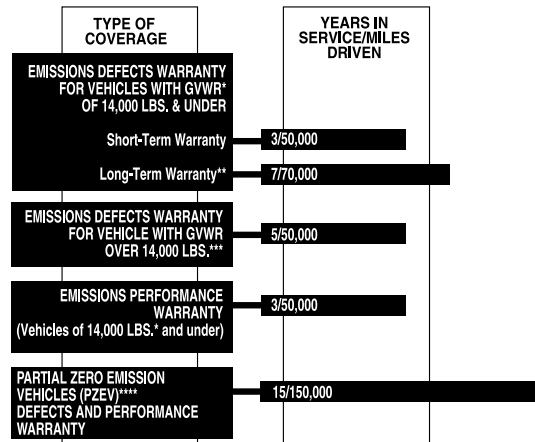 TYPE OF
COVERAGE
YEARS IN
SERVICE/MILES
DRIVEN
EMISSIONS DEFECTS WARRANTY
FOR VEHICLES WITH GVWR*
OF 14,000 LBS. & UNDER
Short-Term Warranty
3/50,000
Long-Term Warranty**
7/70,000
EMISSIONS DEFECTS WARRANTY
FOR VEHICLE WITH GVWR
OVER 14,000 LBS.***
5/50,000
EMISSIONS PERFORMANCE
WARRANTY
(Vehicles of 14,000 LBS.* and under)
3/50,000
PARTIAL ZERO EMISSION
VEHICLES (PZEV)****
DEFECTS AND PERFORMANCE
WARRANTY
15/150,000